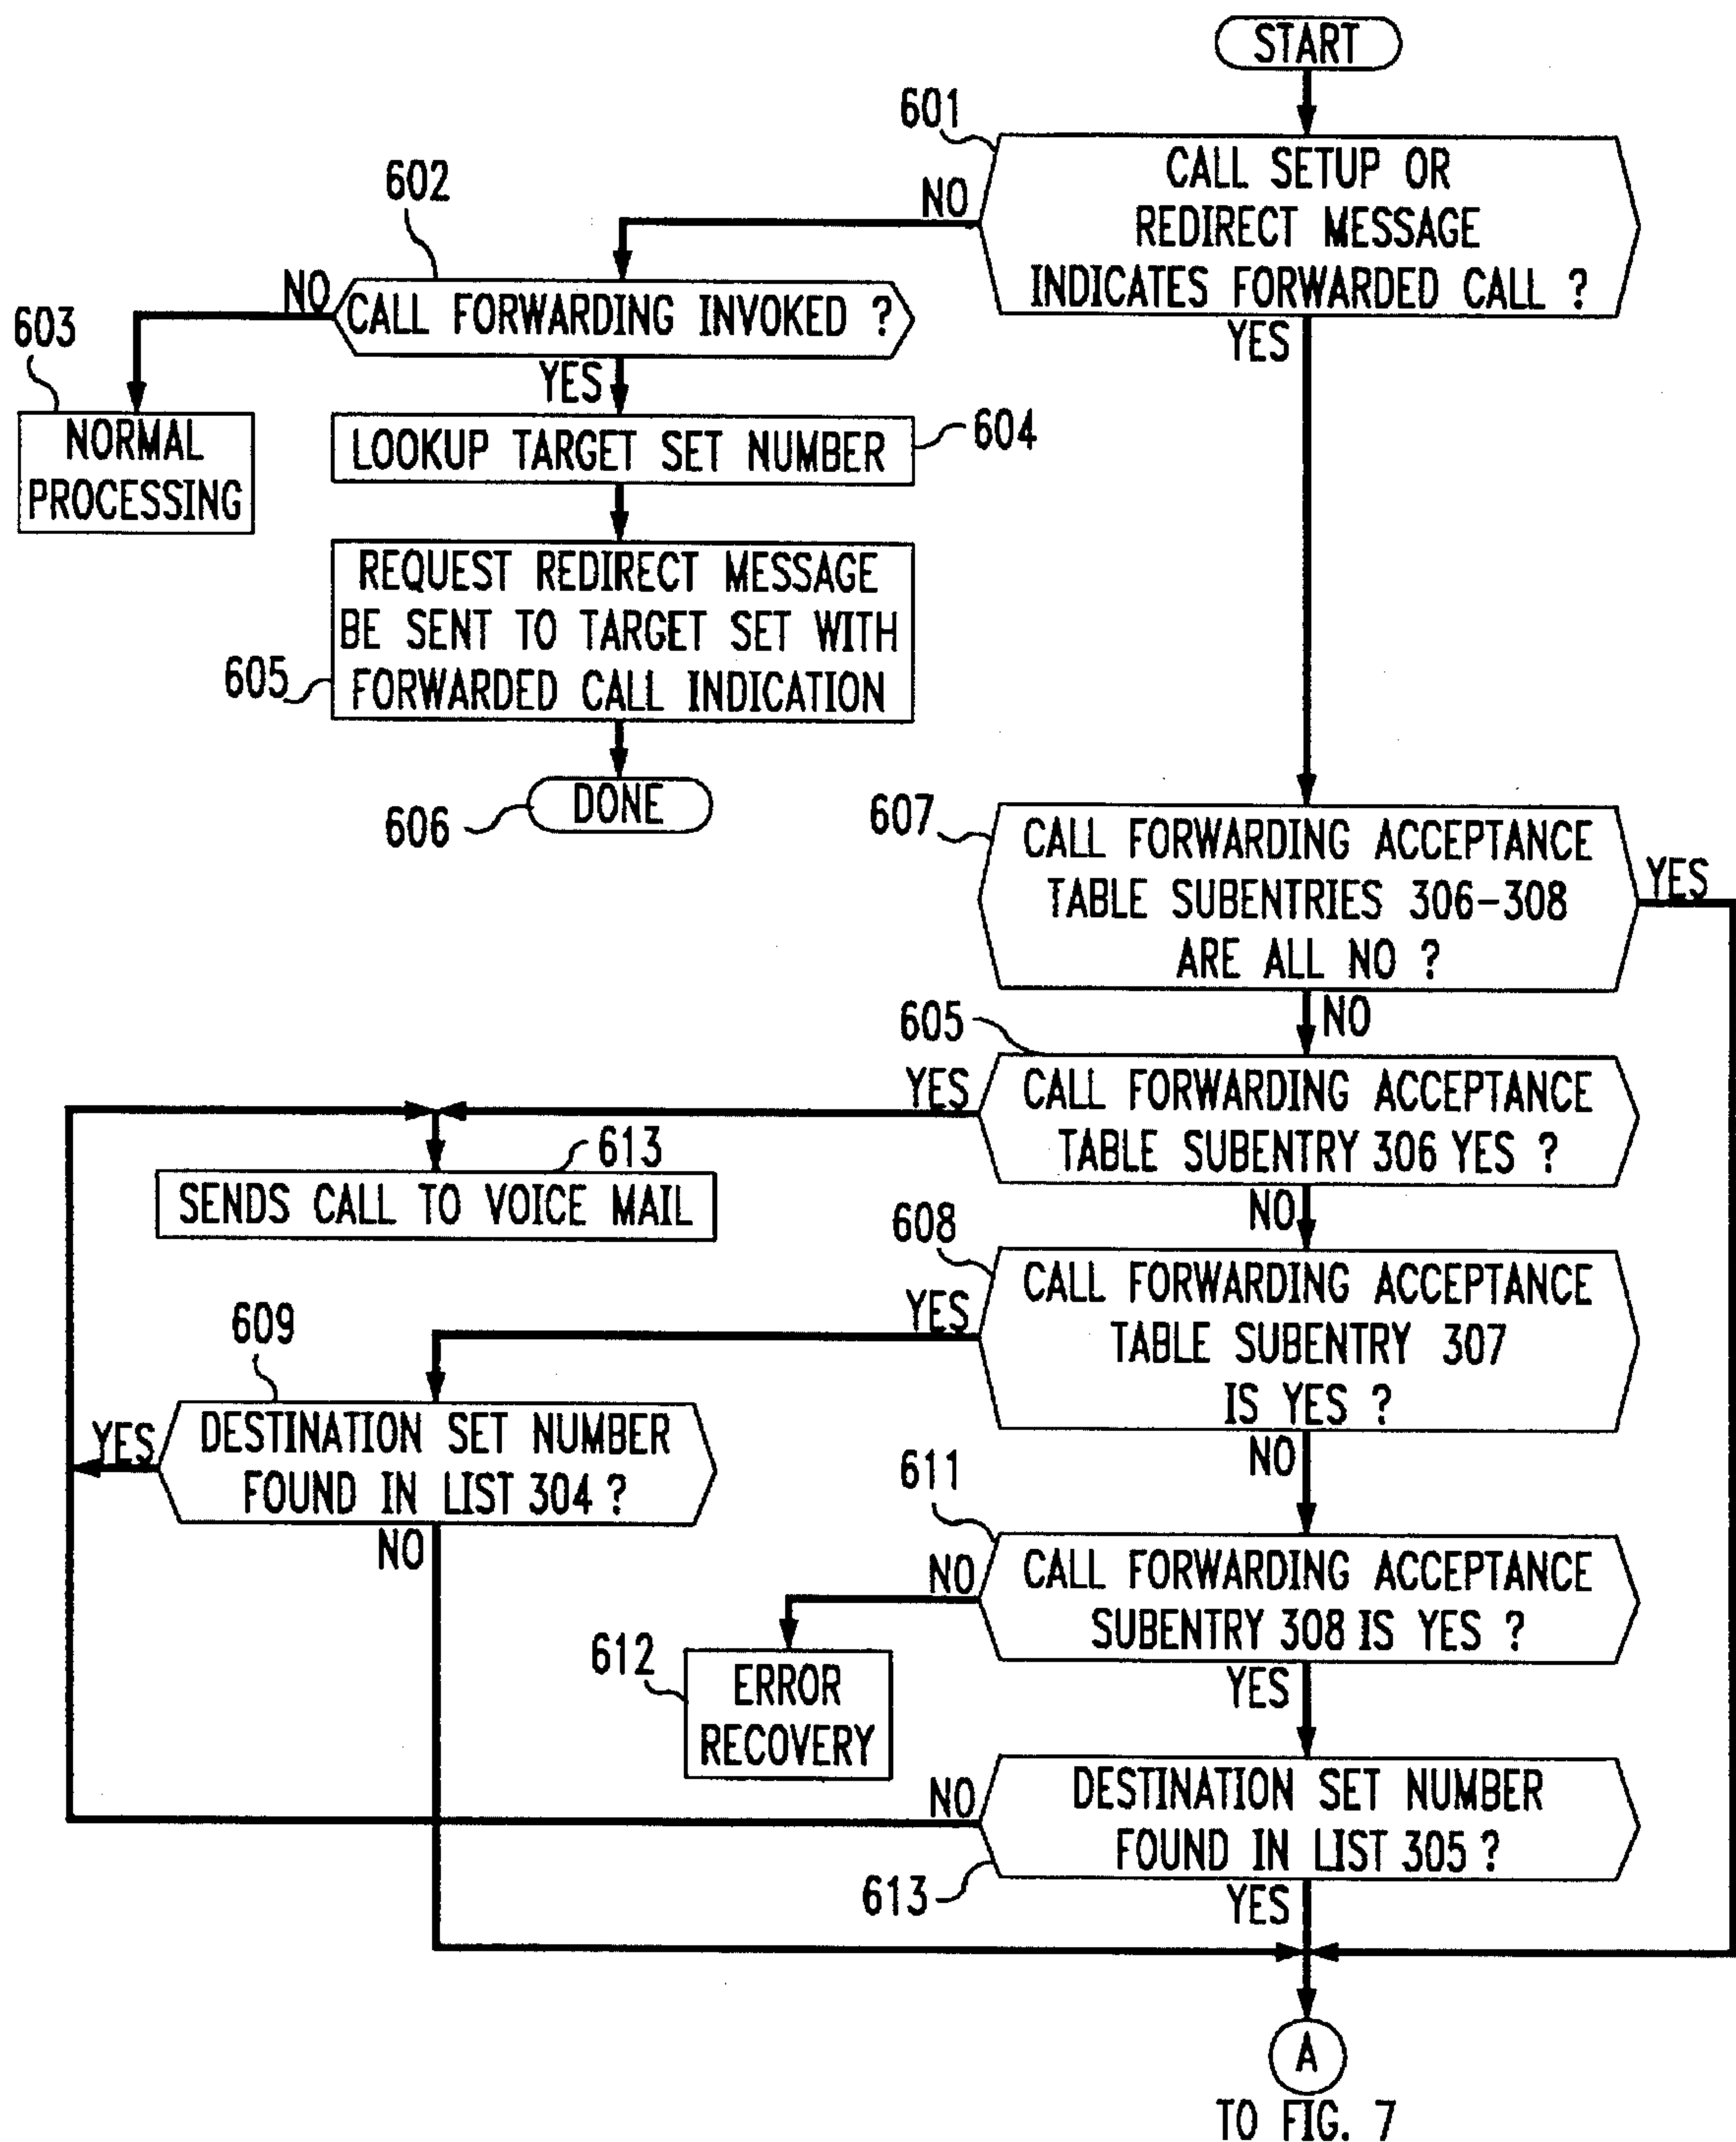 START
601
CALL SETUP OR
REDIRECT MESSAGE
INDICATES FORWARDED CALL ?
NO
YES
602
CALL FORWARDING INVOKED ?
NO
YES
603
NORMAL
PROCESSING
LOOKUP TARGET SET NUMBER
604
REQUEST REDIRECT MESSAGE
BE SENT TO TARGET SET WITH
FORWARDED CALL INDICATION
605
DONE
606
607
CALL FORWARDING ACCEPTANCE
TABLE SUBENTRIES 306-308
ARE ALL NO ?
YES
NO
605
CALL FORWARDING ACCEPTANCE
TABLE SUBENTRY 306 YES ?
YES
NO
613
SENDS CALL TO VOICE MAIL
608
CALL FORWARDING ACCEPTANCE
TABLE SUBENTRY 307
IS YES ?
YES
NO
609
DESTINATION SET NUMBER
FOUND IN LIST 304 ?
YES
NO
611
CALL FORWARDING ACCEPTANCE
SUBENTRY 308 IS YES ?
NO
YES
612
ERROR
RECOVERY
DESTINATION SET NUMBER
FOUND IN LIST 305 ?
NO
613
YES
A
TO FIG. 7